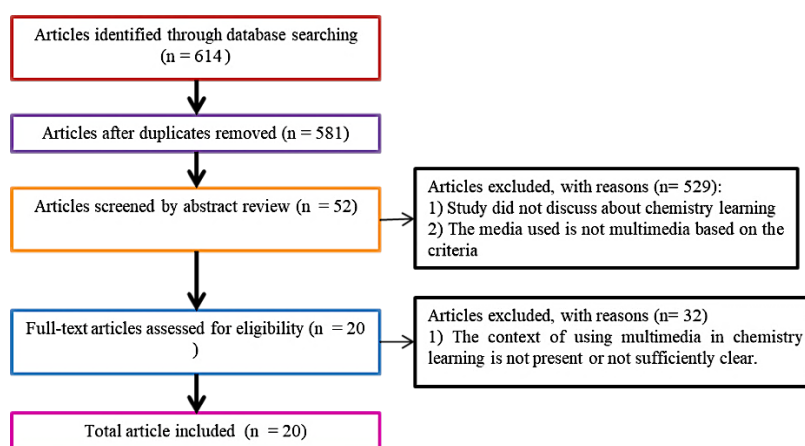 Articles identified through database searching
(n = 614)
Articles after duplicates removed (n = 581)
Articles screened by abstract review (n = 52)
Articles excluded, with reasons (n= 529):
1) Study did not discuss about chemistry learning
2) The media used is not multimedia based on the
criteria
Full-text articles assessed for eligibility (n = 20
)
Articles excluded, with reasons (n= 32)
1) The context of using multimedia in chemistry
learning is not present or not sufficiently clear.
Total article included (n = 20)